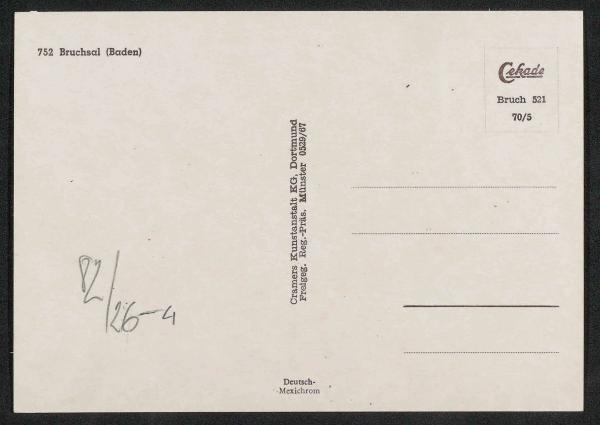 752 Bruchsal (Baden)
Cekade
Bruch 521
70/5
Cramers Kunstanstalt KG, Dortmund
Freigeg. Reg.-Präs. Münster 0529/67
82/26-4
Deutsch-
Mexichrom